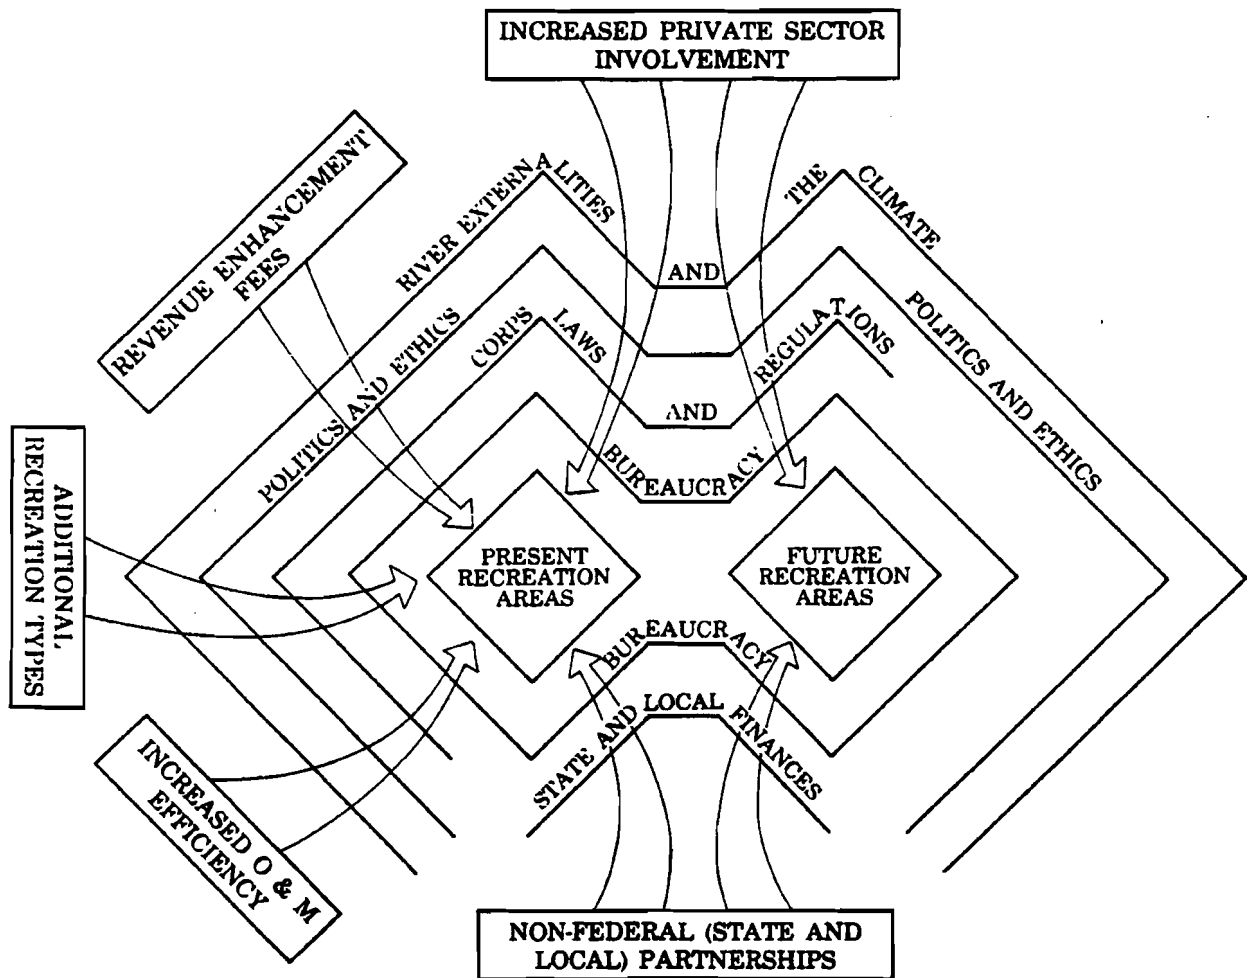 INCREASED PRIVATE SECTOR
INVOLVEMENT
REVENUE ENHANCEMENT
FEES
RIVER EXTERNALITIES
AND
THE CLIMATE
POLITICS AND ETHICS
POLITICS AND ETHICS
CORPS LAWS
AND
REGULATIONS
BUREAUCRACY
ADDITIONAL
RECREATION TYPES
PRESENT
RECREATION
AREAS
FUTURE
RECREATION
AREAS
BUREAUCRACY
STATE AND LOCAL FINANCES
INCREASED O & M
EFFICIENCY
NON-FEDERAL (STATE AND
LOCAL) PARTNERSHIPS